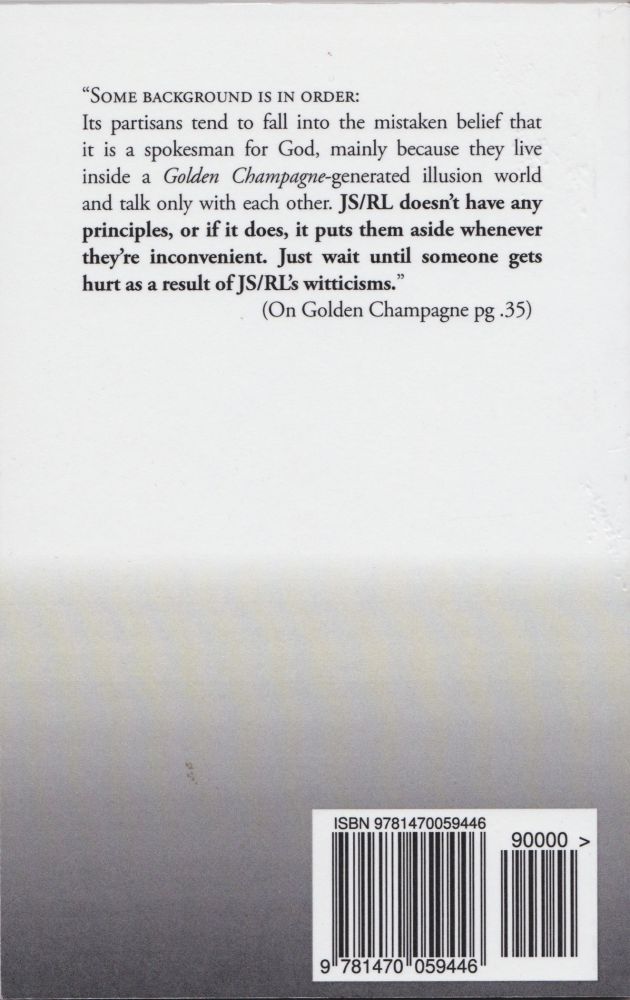 “SOME BACKGROUND IS IN ORDER:
Its partisans tend to fall into the mistaken belief that
it is a spokesman for God, mainly because they live
inside a Golden Champagne-generated illusion world
and talk only with each other. JS/RL doesn’t have any
principles, or if it does, it puts them aside whenever
they’re inconvenient. Just wait until someone gets
hurt as a result of JS/RL’s witticisms.”
(On Golden Champagne pg .35)
ISBN 9781470059446
90000 >
9 781470 059446